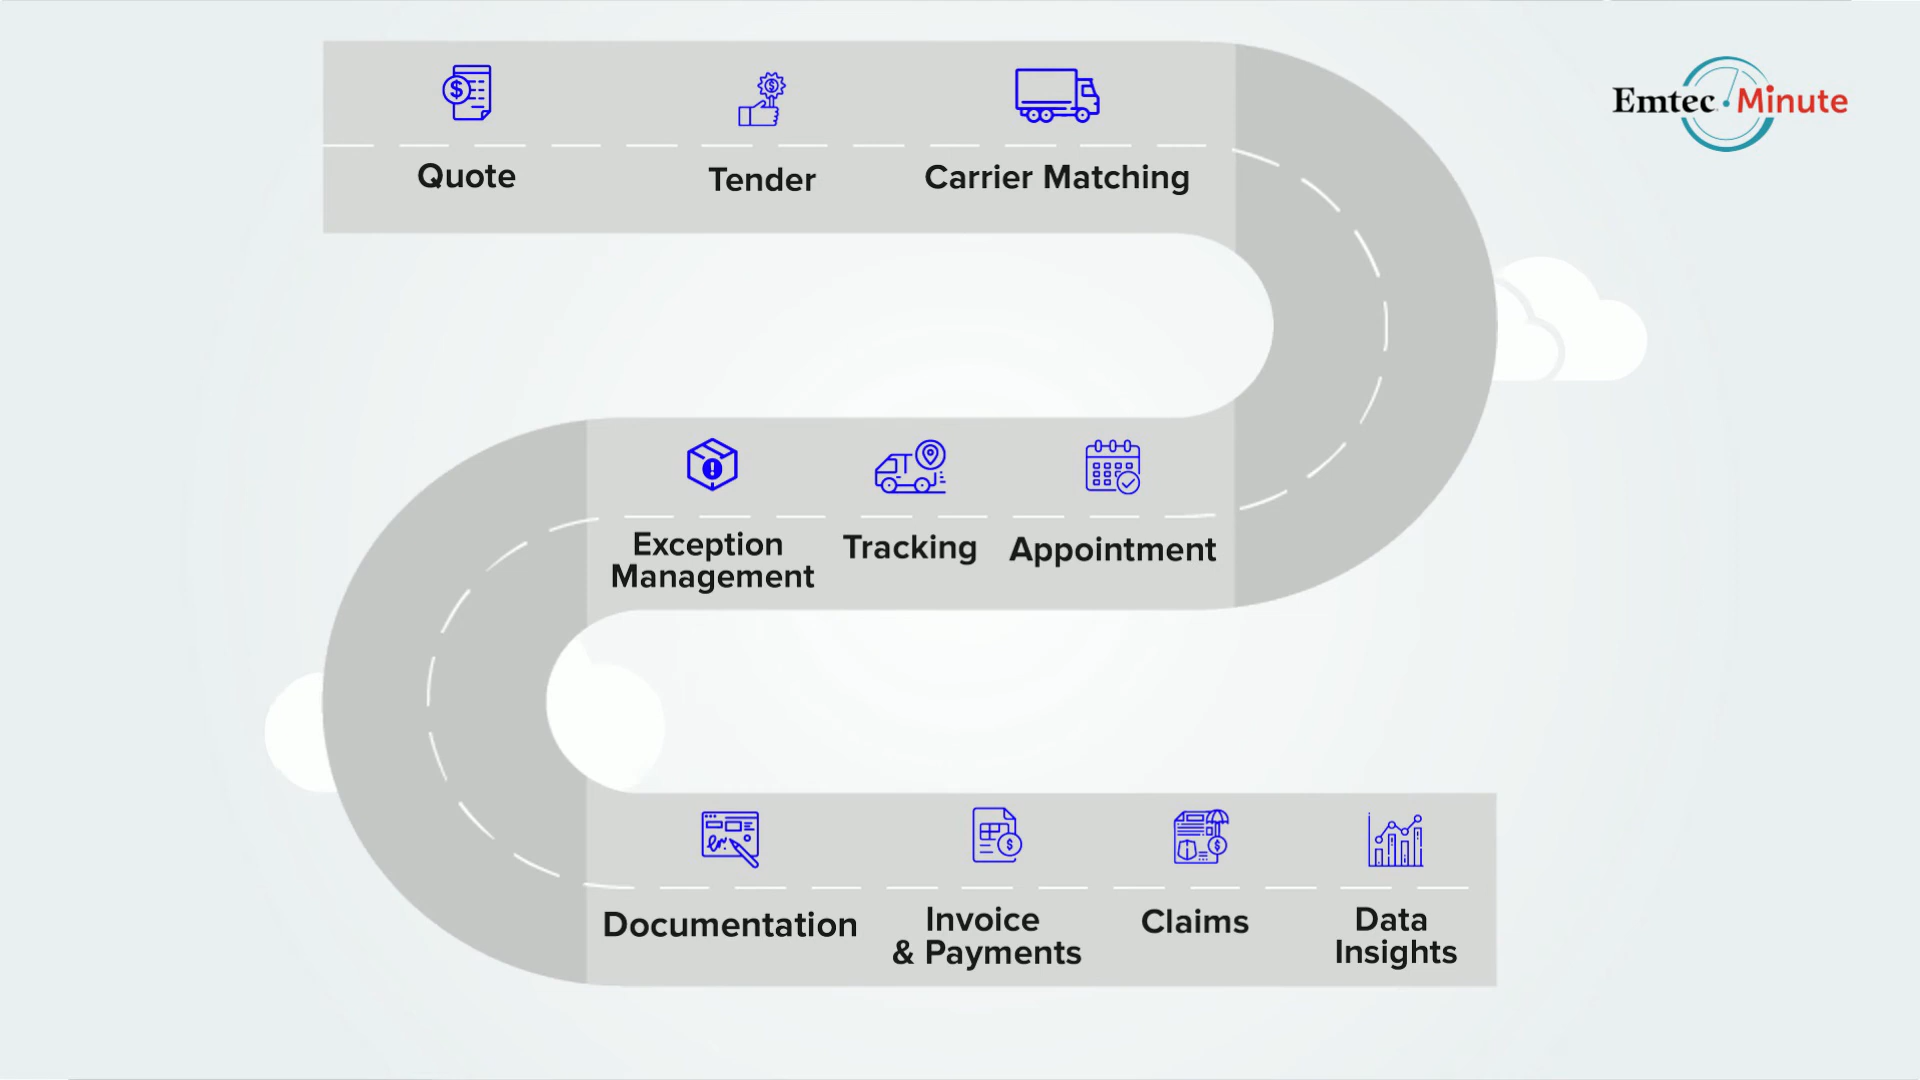 Emtec Minute
Quote
Tender
Carrier Matching
Exception
Management
Tracking
Appointment
Documentation
Invoice
& Payments
Claims
Data
Insights